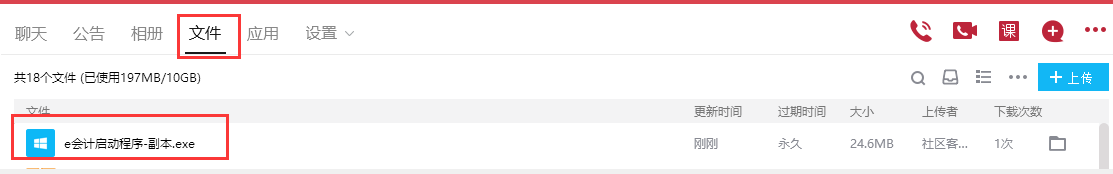 聊天 公告 相册 文件 应用 设置 课
共18个文件 (已使用197MB/10GB) 上传
文件 更新时间 过期时间 大小 上传者 下载次数
e会计启动程序-副本.exe 刚刚 永久 24.6MB 社区客... 1次